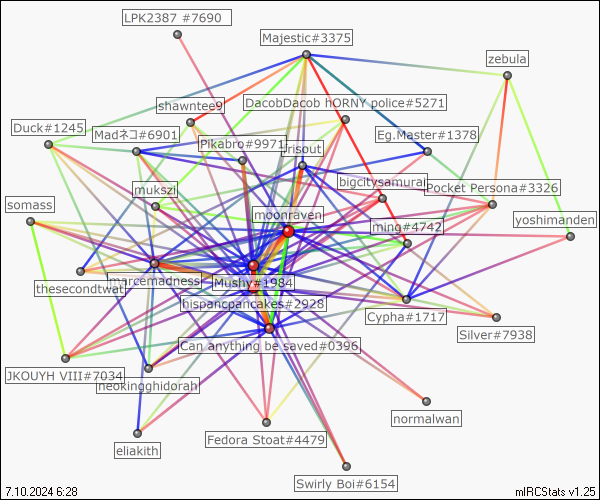 LPK2387 #7690
Majestic#3375
zebula
shawntee9
DacobDacob hORNY police#5271
Duck#1245
Madネコ#6901
Eg.Master#1378
Pikabro#9971
frisout
bigcitysamurai
mukszi
Pocket Persona#3326
somass
moonraven
yoshimanden
ming#4742
marcemadness
Mushy#1984
thesecondtwat
hispancpancakes#2928
Cypha#1717
Silver#7938
Can anything be saved#0396
JKOUYH VIII#7034
neokingghidorah
normalwan
Fedora Stoat#4479
eliakith
Swirly Boi#6154
7.10.2024 6:28
mIRCStats v1.25